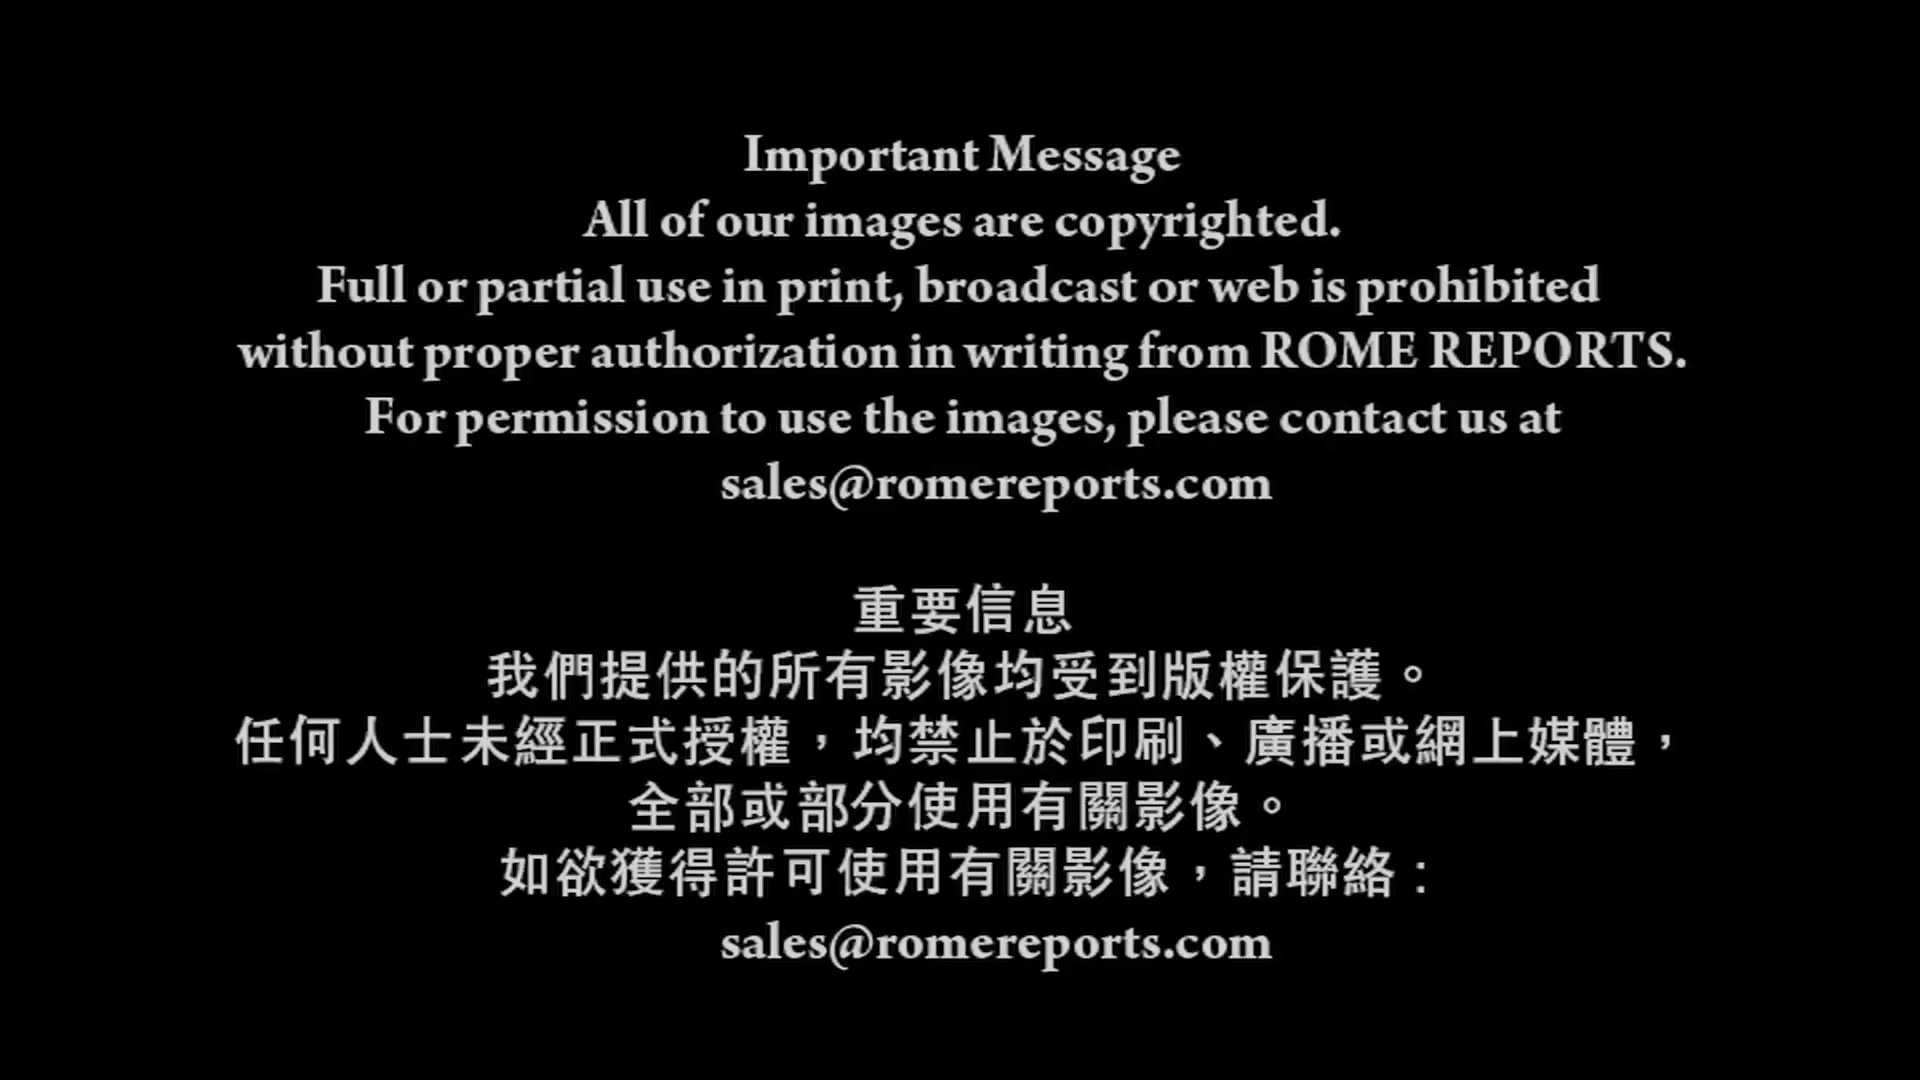 Important Message
All of our images are copyrighted.
Full or partial use in print, broadcast or web is prohibited
without proper authorization in writing from ROME REPORTS.
For permission to use the images, please contact us at
sales@romereports.com
重要信息
我們提供的所有影像均受到版權保護。
任何人士未經正式授權，均禁止於印刷、廣播或網上媒體，
全部或部分使用有關影像。
如欲獲得許可使用有關影像，請聯絡：
sales@romereports.com